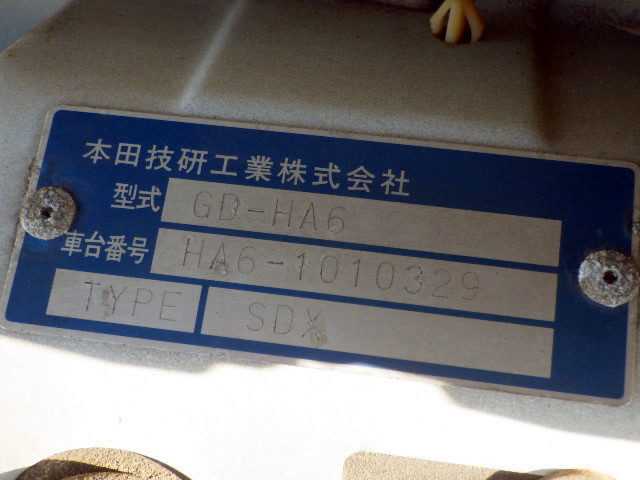 本田技研工業株式会社
型式 GD-HA6
車台番号 HA6-1010329
TYPE SDX